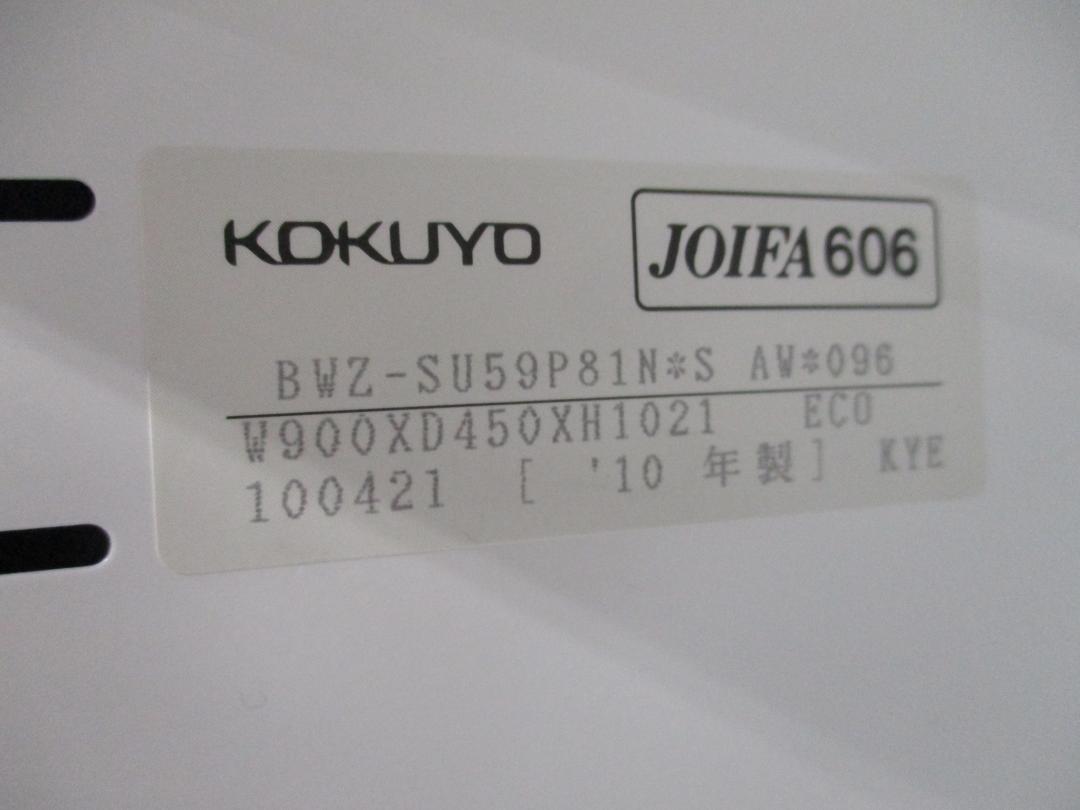 KOKUYO JOIFA606
BWZ-SU59P81N*S AW*096
W900XD450XH1021 ECO
100421 [ '10 年製] KYE